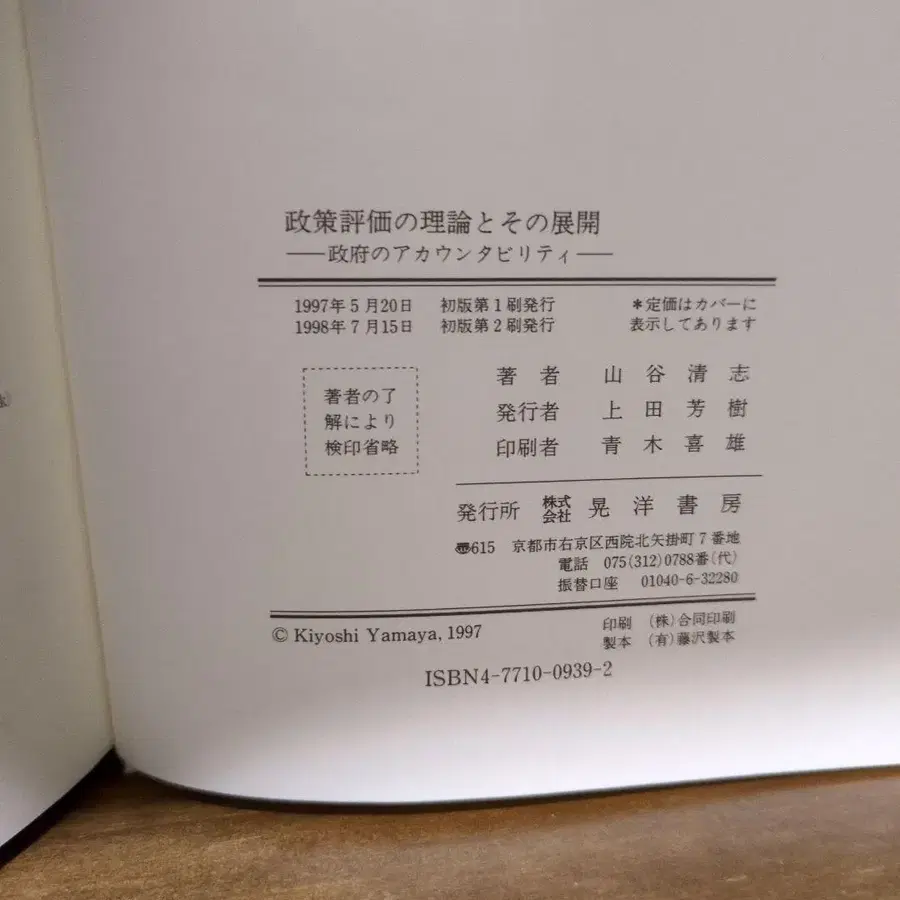 政策評価の理論とその展開
――政府のアカウンタビリティ――
1997年5月20日 初版第1刷発行
1998年7月15日 初版第2刷発行
*定価はカバーに
表示してあります
著者の了
解により
検印省略
著者 山谷清志
発行者 上田芳樹
印刷者 青木喜雄
発行所 株式会社 晃洋書房
〠615 京都市右京区西院北矢掛町7番地
電話 075(312)0788番(代)
振替口座 01040-6-32280
© Kiyoshi Yamaya, 1997
印刷 (株)合同印刷
製本 (有)藤沢製本
ISBN4-7710-0939-2